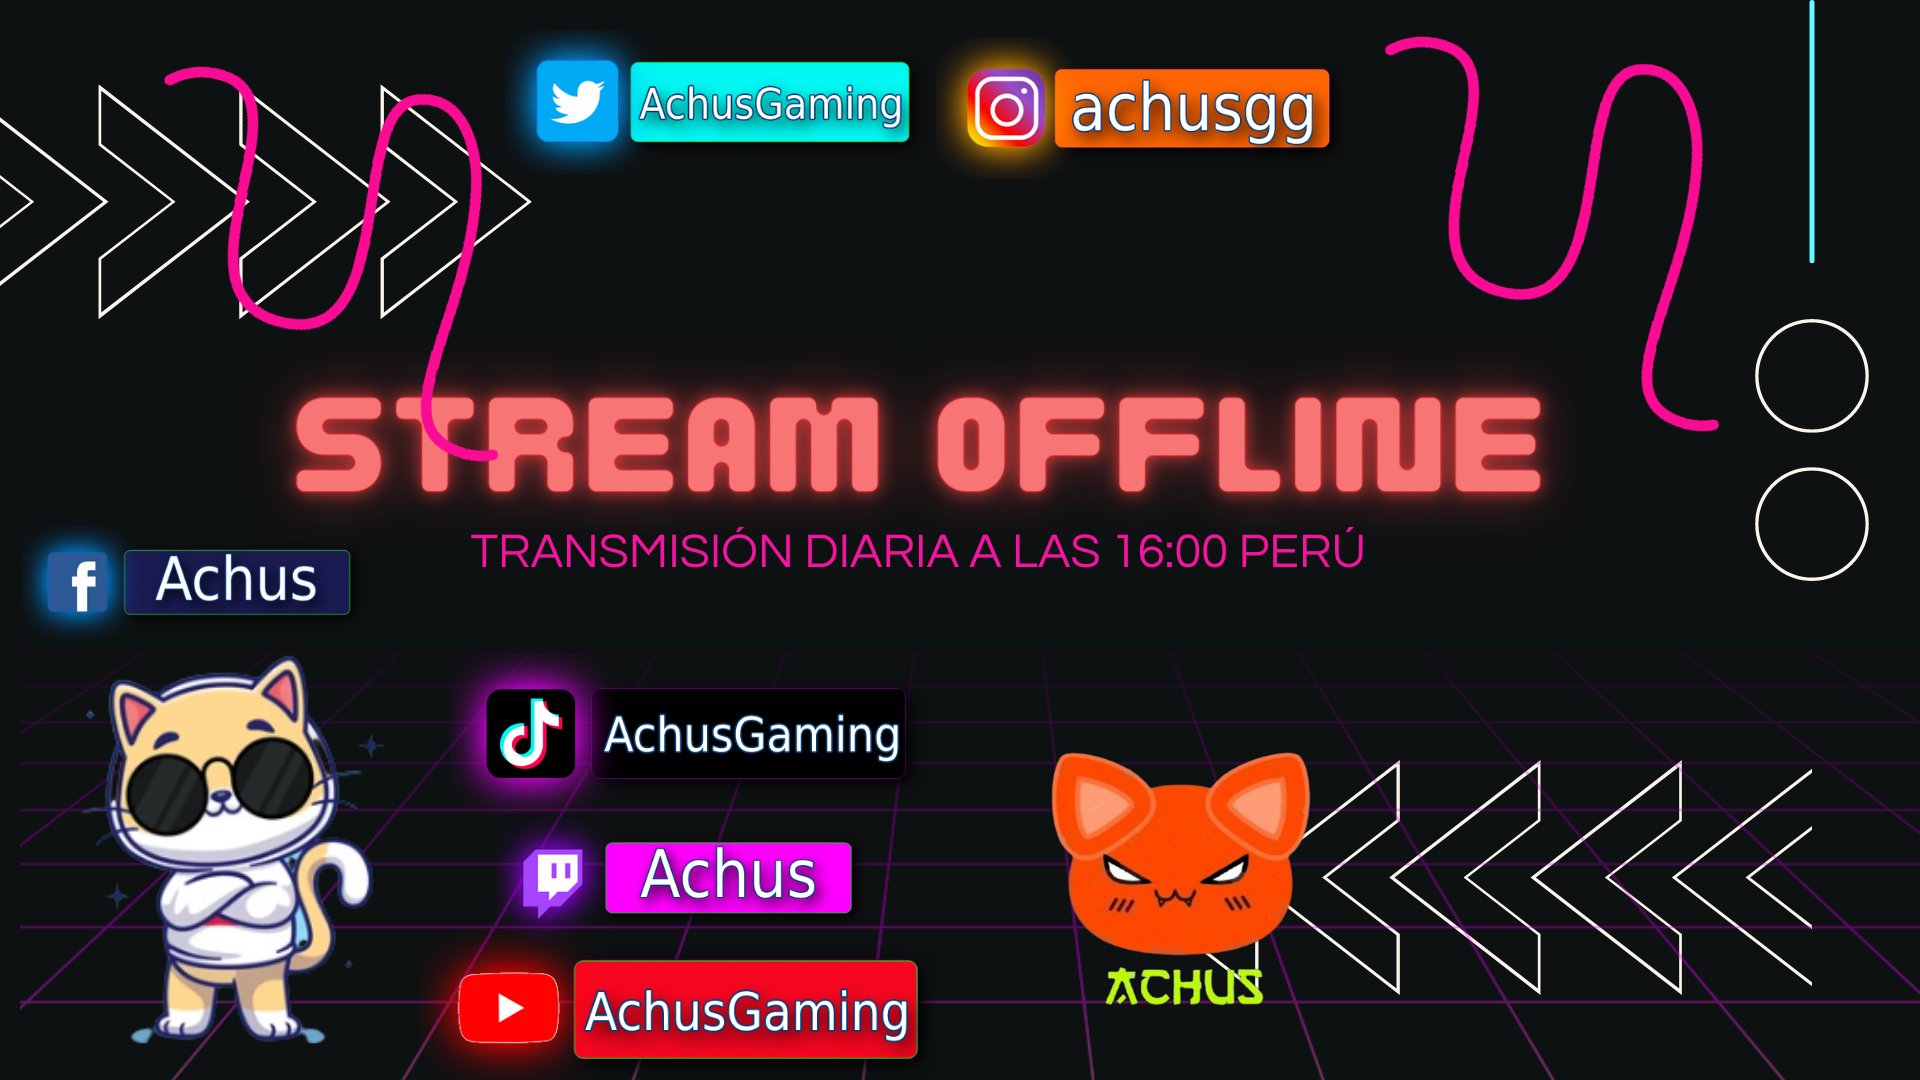 AchusGaming
achusgg
STREAM OFFLINE
TRANSMISIÓN DIARIA A LAS 16:00 PERÚ
Achus
AchusGaming
Achus
AchusGaming
ACHUS